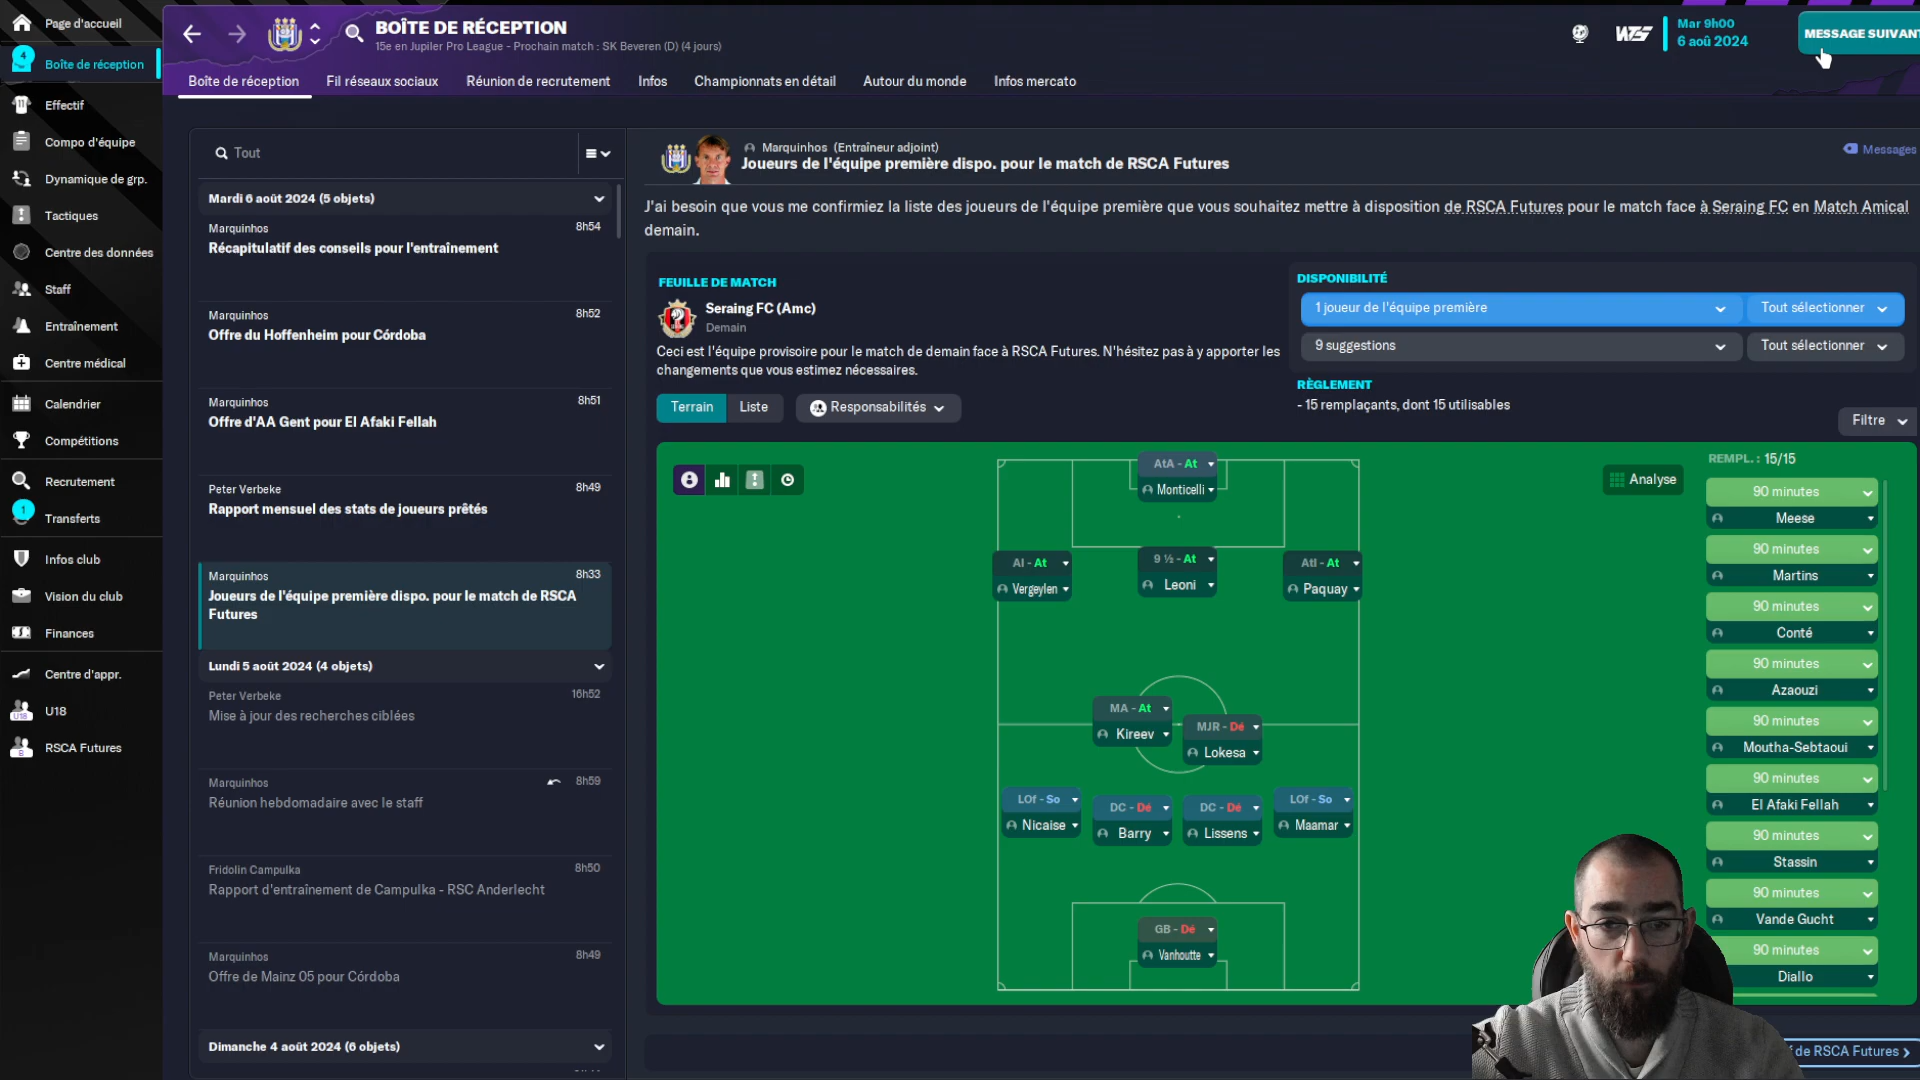 Page d'accueil
4
Boîte de réception
Effectif
Compo d'équipe
Dynamique de grp.
Tactiques
Centre des données
Staff
Entraînement
Centre médical
Calendrier
Compétitions
Recrutement
1
Transferts
Infos club
Vision du club
Finances
Centre d'appr.
U18
RSCA Futures
BOÎTE DE RÉCEPTION
15e en Jupiler Pro League - Prochain match : SK Beveren (D) (4 jours)
Mar 9h00
6 aoû 2024
MESSAGE SUIVANT
Boîte de réception
Fil réseaux sociaux
Réunion de recrutement
Infos
Championnats en détail
Autour du monde
Infos mercato
Tout
Mardi 6 août 2024 (5 objets)
Marquinhos 8h54
Récapitulatif des conseils pour l'entraînement
Marquinhos 8h52
Offre du Hoffenheim pour Córdoba
Marquinhos 8h51
Offre d'AA Gent pour El Afaki Fellah
Peter Verbeke 8h49
Rapport mensuel des stats de joueurs prêtés
Marquinhos 8h33
Joueurs de l'équipe première dispo. pour le match de RSCA
Futures
Lundi 5 août 2024 (4 objets)
Peter Verbeke 16h52
Mise à jour des recherches ciblées
Marquinhos 8h59
Réunion hebdomadaire avec le staff
Fridolin Campulka 8h50
Rapport d'entraînement de Campulka - RSC Anderlecht
Marquinhos 8h49
Offre de Mainz 05 pour Córdoba
Dimanche 4 août 2024 (6 objets)
Marquinhos (Entraîneur adjoint)
Joueurs de l'équipe première dispo. pour le match de RSCA Futures
Messages
J'ai besoin que vous me confirmiez la liste des joueurs de l'équipe première que vous souhaitez mettre à disposition de RSCA Futures pour le match face à Seraing FC en Match Amical
demain.
FEUILLE DE MATCH
Seraing FC (Amc)
Demain
Ceci est l'équipe provisoire pour le match de demain face à RSCA Futures. N'hésitez pas à y apporter les
changements que vous estimez nécessaires.
DISPONIBILITÉ
1 joueur de l'équipe première
Tout sélectionner
9 suggestions
Tout sélectionner
RÈGLEMENT
- 15 remplaçants, dont 15 utilisables
Terrain
Liste
Responsabilités
Filtre
Analyse
AtA - At
Monticelli
AI - At
Vergeylen
9 ½ - At
Leoni
AtI - At
Paquay
MA - At
Kireev
MJR - Dé
Lokesa
LOf - So
Nicaise
DC - Dé
Barry
DC - Dé
Lissens
LOf - So
Maamar
GB - Dé
Vanhoutte
REMPL. : 15/15
90 minutes
Meese
90 minutes
Martins
90 minutes
Conté
90 minutes
Azaouzi
90 minutes
Moutha-Sebtaoui
90 minutes
El Afaki Fellah
90 minutes
Stassin
90 minutes
Vande Gucht
90 minutes
Diallo
de RSCA Futures